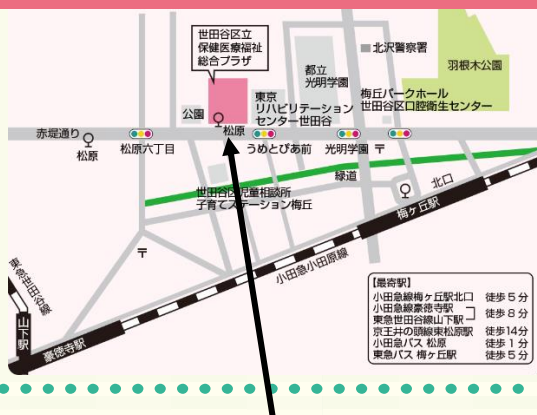 世田谷区立
保健医療福祉
総合プラザ
北沢警察署
羽根木公園
都立
光明学園
梅丘パークホール
世田谷区口腔衛生センター
東京
リハビリテーション
センター世田谷
公園
松原
赤堤通り
松原
松原六丁目
うめとぴあ前
光明学園
〒
緑道
北口
世田谷区児童相談所
子育てステーション梅丘
梅ヶ丘駅
〒
小田急小田原線
東急世田谷線
山下駅
豪徳寺駅
【最寄駅】
小田急線梅ヶ丘駅北口 徒歩5分
小田急線豪徳寺駅
東急世田谷線山下駅 徒歩8分
京王井の頭線東松原駅 徒歩14分
小田急バス 松原 徒歩1分
東急バス 梅ヶ丘駅 徒歩5分